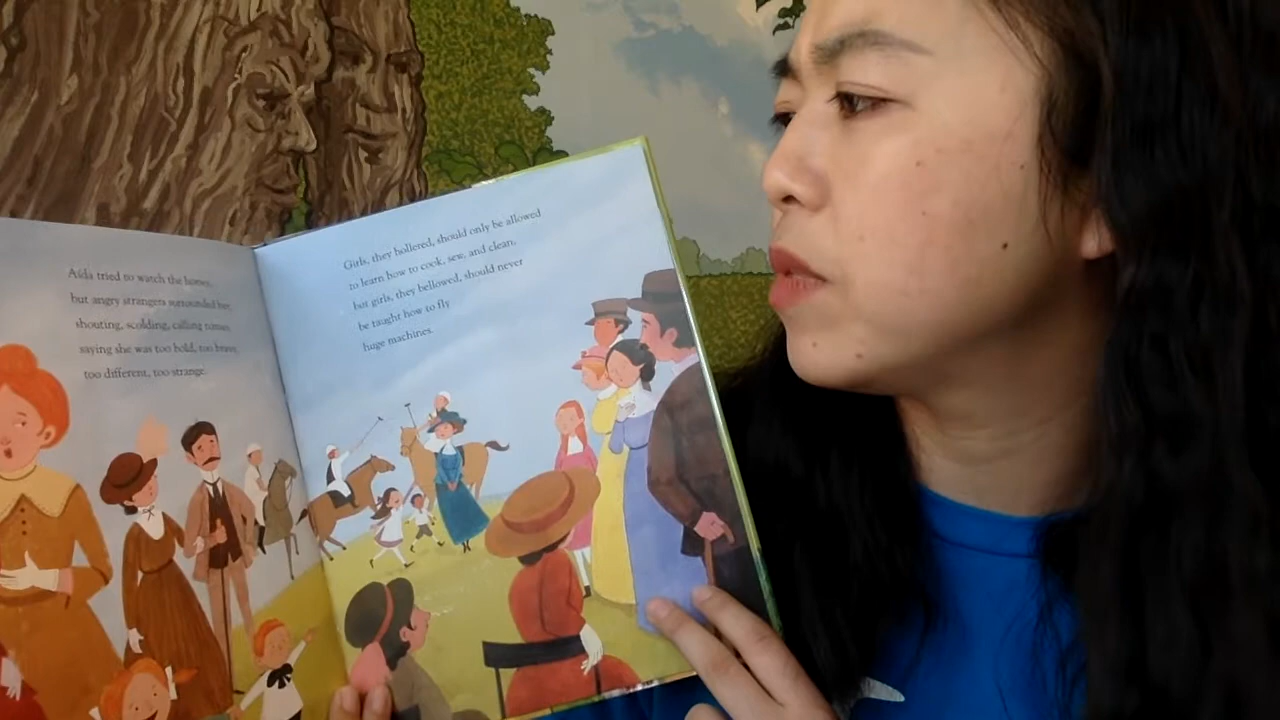 Aída tried to watch the horses,
but angry strangers surrounded her,
shouting, scolding, calling names
saying she was too bold, too brave,
too different, too strange.
Girls, they hollered, should only be allowed
to learn how to cook, sew, and clean,
but girls, they bellowed, should never
be taught how to fly
huge machines.